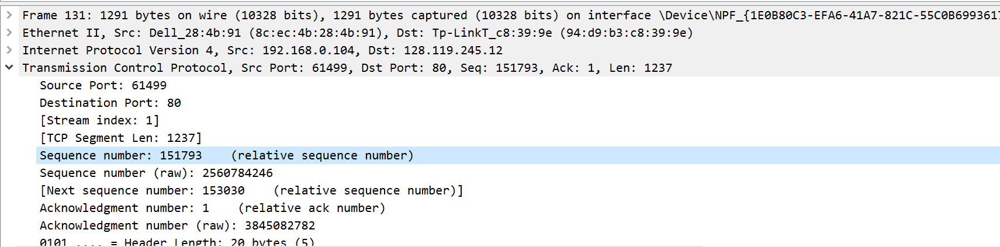 Frame 131: 1291 bytes on wire (10328 bits), 1291 bytes captured (10328 bits) on interface \Device\NPF_{1E0B80C3-EFA6-41A7-821C-55C0B6993617
Ethernet II, Src: Dell_28:4b:91 (8c:ec:4b:28:4b:91), Dst: Tp-LinkT_c8:39:9e (94:d9:b3:c8:39:9e)
Internet Protocol Version 4, Src: 192.168.0.104, Dst: 128.119.245.12
Transmission Control Protocol, Src Port: 61499, Dst Port: 80, Seq: 151793, Ack: 1, Len: 1237
Source Port: 61499
Destination Port: 80
[Stream index: 1]
[TCP Segment Len: 1237]
Sequence number: 151793    (relative sequence number)
Sequence number (raw): 2560784246
[Next sequence number: 153030    (relative sequence number)]
Acknowledgment number: 1    (relative ack number)
Acknowledgment number (raw): 3845082782
0101 .... = Header Length: 20 bytes (5)